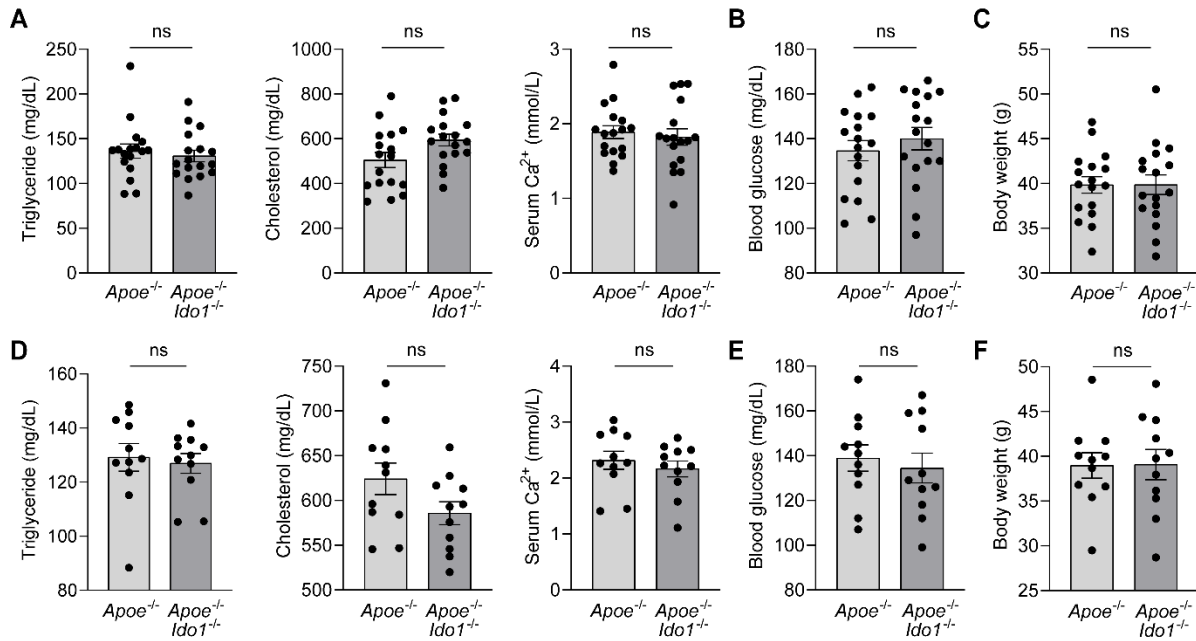 A
ns
Triglyceride (mg/dL)
250
200
150
100
50
0
Apoe-/-
Apoe-/-
Ido1-/-
ns
Cholesterol (mg/dL)
1000
800
600
400
200
0
Apoe-/-
Apoe-/-
Ido1-/-
ns
Serum Ca2+ (mmol/L)
3
2
1
0
Apoe-/-
Apoe-/-
Ido1-/-
B
ns
Blood glucose (mg/dL)
180
160
140
120
100
80
Apoe-/-
Apoe-/-
Ido1-/-
C
ns
Body weight (g)
55
50
45
40
35
30
Apoe-/-
Apoe-/-
Ido1-/-
D
ns
Triglyceride (mg/dL)
160
140
120
100
80
Apoe-/-
Apoe-/-
Ido1-/-
ns
Cholesterol (mg/dL)
750
700
650
600
550
500
Apoe-/-
Apoe-/-
Ido1-/-
ns
Serum Ca2+ (mmol/L)
4
3
2
1
0
Apoe-/-
Apoe-/-
Ido1-/-
E
ns
Blood glucose (mg/dL)
180
160
140
120
100
80
Apoe-/-
Apoe-/-
Ido1-/-
F
ns
Body weight (g)
55
50
45
40
35
30
25
Apoe-/-
Apoe-/-
Ido1-/-